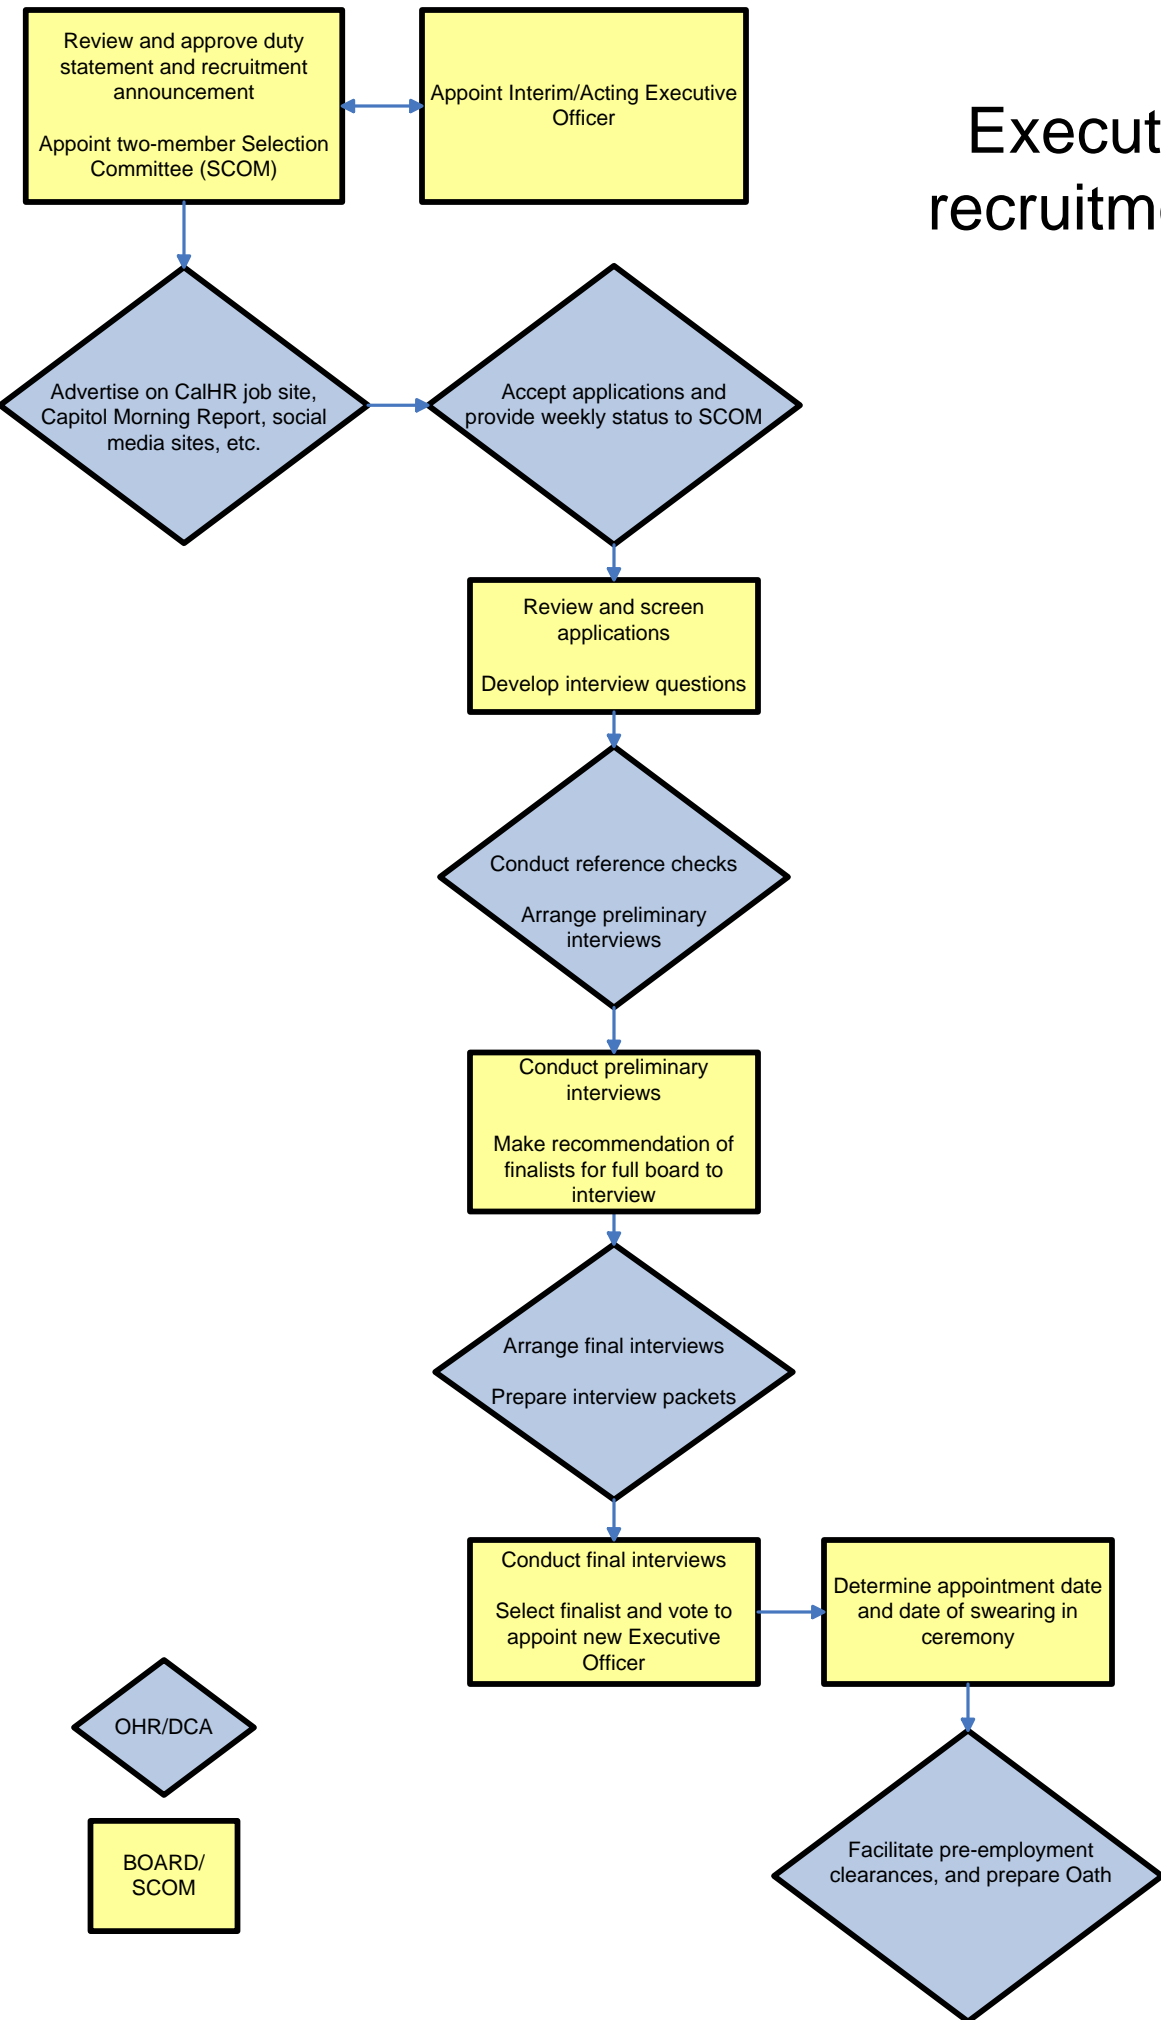 Review and approve duty
statement and recruitment
announcement
Appoint two-member Selection
Committee (SCOM)
Appoint Interim/Acting Executive
Officer
Execut
recruitm
Advertise on CalHR job site,
Capitol Morning Report, social
media sites, etc.
Accept applications and
provide weekly status to SCOM
Review and screen
applications
Develop interview questions
Conduct reference checks
Arrange preliminary
interviews
Conduct preliminary
interviews
Make recommendation of
finalists for full board to
interview
Arrange final interviews
Prepare interview packets
Conduct final interviews
Select finalist and vote to
appoint new Executive
Officer
Determine appointment date
and date of swearing in
ceremony
OHR/DCA
BOARD/
SCOM
Facilitate pre-employment
clearances, and prepare Oath